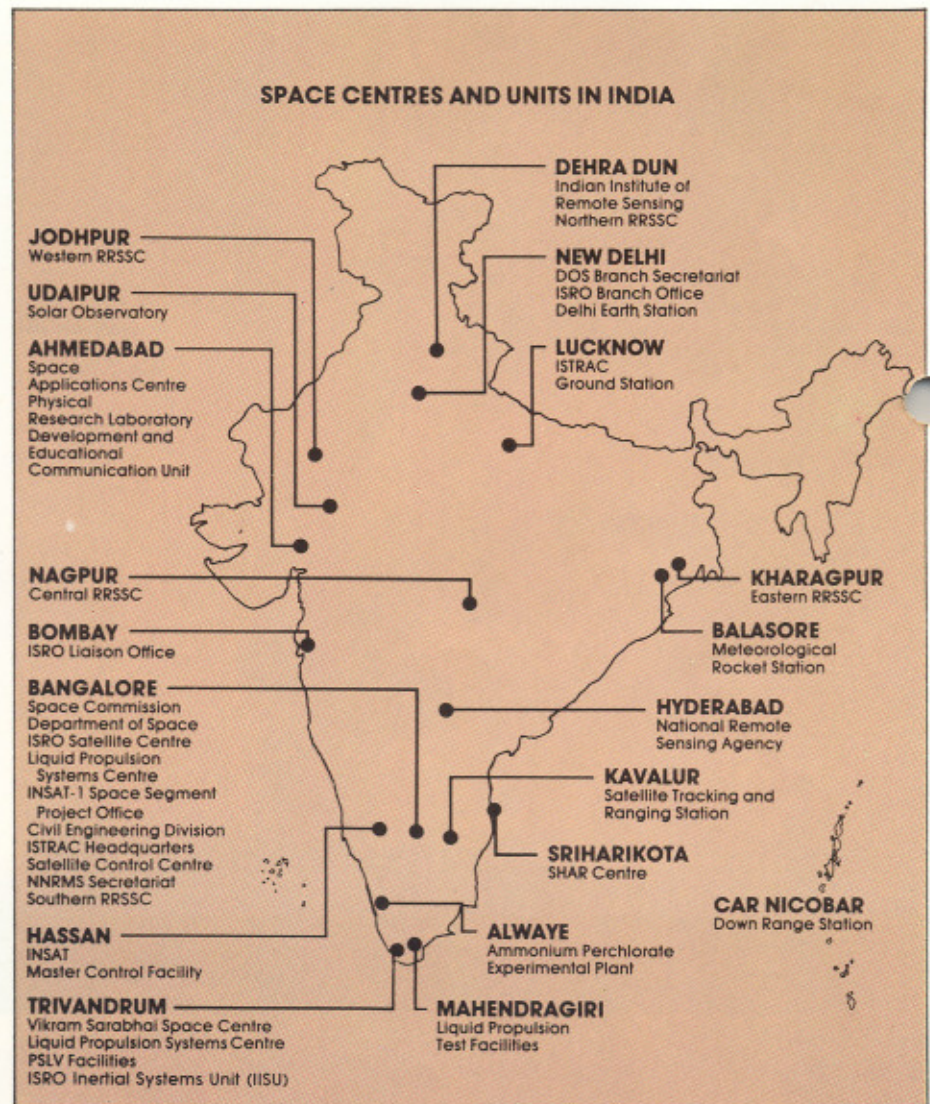 SPACE CENTRES AND UNITS IN INDIA
DEHRA DUN
Indian Institute of
Remote Sensing
Northern RRSSC
JODHPUR
Western RRSSC
NEW DELHI
DOS Branch Secretariat
ISRO Branch Office
Delhi Earth Station
UDAIPUR
Solar Observatory
AHMEDABAD
Space
Applications Centre
Physical
Research Laboratory
Development and
Educational
Communication Unit
LUCKNOW
ISTRAC
Ground Station
NAGPUR
Central RRSSC
KHARAGPUR
Eastern RRSSC
BOMBAY
ISRO Liaison Office
BALASORE
Meteorological
Rocket Station
BANGALORE
Space Commission
Department of Space
ISRO Satellite Centre
Liquid Propulsion
Systems Centre
INSAT-1 Space Segment
Project Office
Civil Engineering Division
ISTRAC Headquarters
Satellite Control Centre
NNRMS Secretariat
Southern RRSSC
HYDERABAD
National Remote
Sensing Agency
KAVALUR
Satellite Tracking and
Ranging Station
SRIHARIKOTA
SHAR Centre
CAR NICOBAR
Down Range Station
HASSAN
INSAT
Master Control Facility
ALWAYE
Ammonium Perchlorate
Experimental Plant
TRIVANDRUM
Vikram Sarabhai Space Centre
Liquid Propulsion Systems Centre
PSLV Facilities
ISRO Inertial Systems Unit (IISU)
MAHENDRAGIRI
Liquid Propulsion
Test Facilities